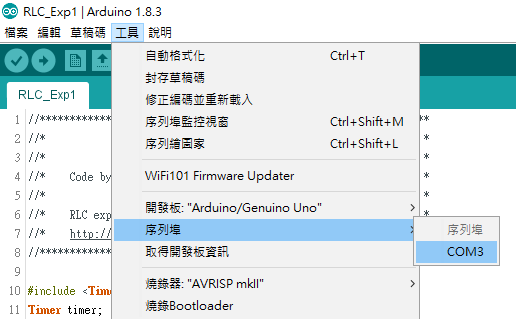 RLC_Exp1 | Arduino 1.8.3
檔案 編輯 草稿碼 工具 說明
自動格式化 Ctrl+T
封存草稿碼
修正編碼並重新載入
序列埠監控視窗 Ctrl+Shift+M
序列繪圖家 Ctrl+Shift+L
WiFi101 Firmware Updater
開發板: "Arduino/Genuino Uno"
序列埠
取得開發板資訊
燒錄器: "AVRISP mkII"
燒錄Bootloader
序列埠
COM3
RLC_Exp1
1 //************** **
2 //* *
3 //* *
4 //* Code by *
5 //* *
6 //* RLC exp *
7 //* http:/ *
8 //************** **
9
10 #include <Time
11 Timer timer;